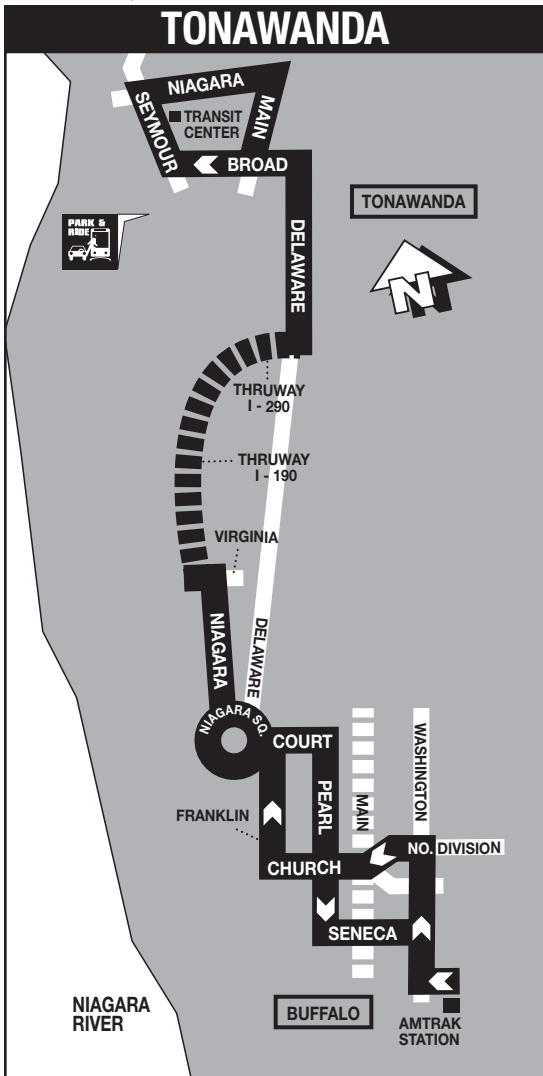 TONAWANDA
NIAGARA
SEYMOUR
MAIN
TRANSIT
CENTER
BROAD
TONAWANDA
PARK &
RIDE
DELAWARE
N
THRUWAY
I - 290
THRUWAY
I - 190
VIRGINIA
NIAGARA
DELAWARE
NIAGARA SQ.
COURT
WASHINGTON
PEARL
MAIN
FRANKLIN
NO. DIVISION
CHURCH
SENECA
NIAGARA
RIVER
BUFFALO
AMTRAK
STATION